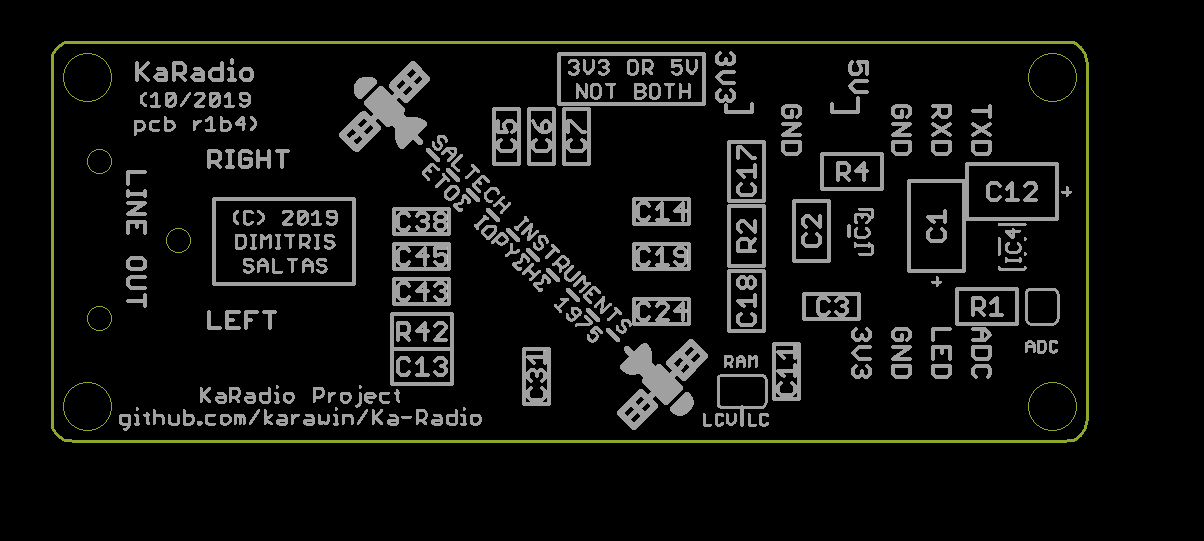 KaRadio
(10/2019
pcb r1b4)
RIGHT
LINE OUT
(C) 2019
DIMITRIS
SALTAS
LEFT
KaRadio Project
github.com/karawin/Ka-Radio
SALTECH INSTRUMENTS
ΕΤΟΣ ΙΔΡΥΣΗΣ 1975
3V3 OR 5V
NOT BOTH
3V3
5V
GND
GND
RXD
TXD
C5
C6
C7
C38
C45
C43
R42
C13
C31
C14
C19
C24
C17
R2
C18
R4
C2
IC3
C1
C12
+
+
IC4
C3
R1
ADC
3V3
GND
LED
ADC
RAM
C11
LCV
LC